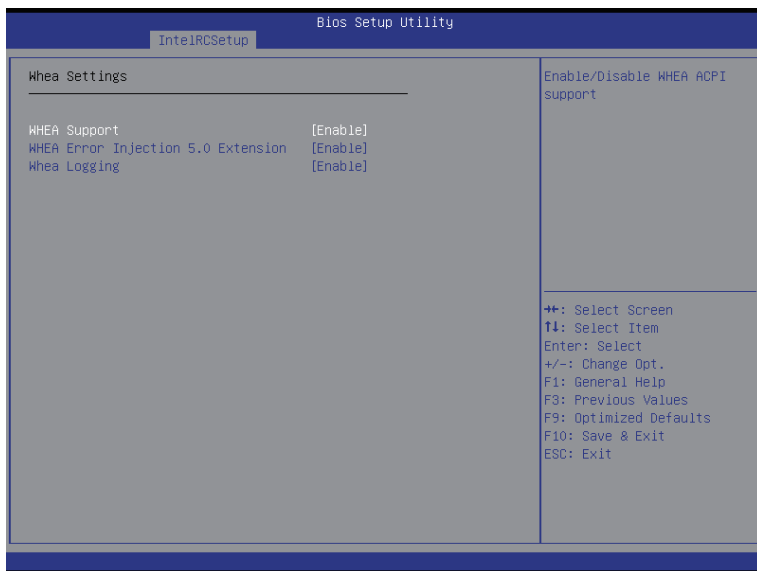 Bios Setup Utility
IntelRCSetup
Whea Settings
WHEA Support [Enable]
WHEA Error Injection 5.0 Extension [Enable]
Whea Logging [Enable]
Enable/Disable WHEA ACPI
support
→←: Select Screen
↑↓: Select Item
Enter: Select
+/-: Change Opt.
F1: General Help
F3: Previous Values
F9: Optimized Defaults
F10: Save & Exit
ESC: Exit